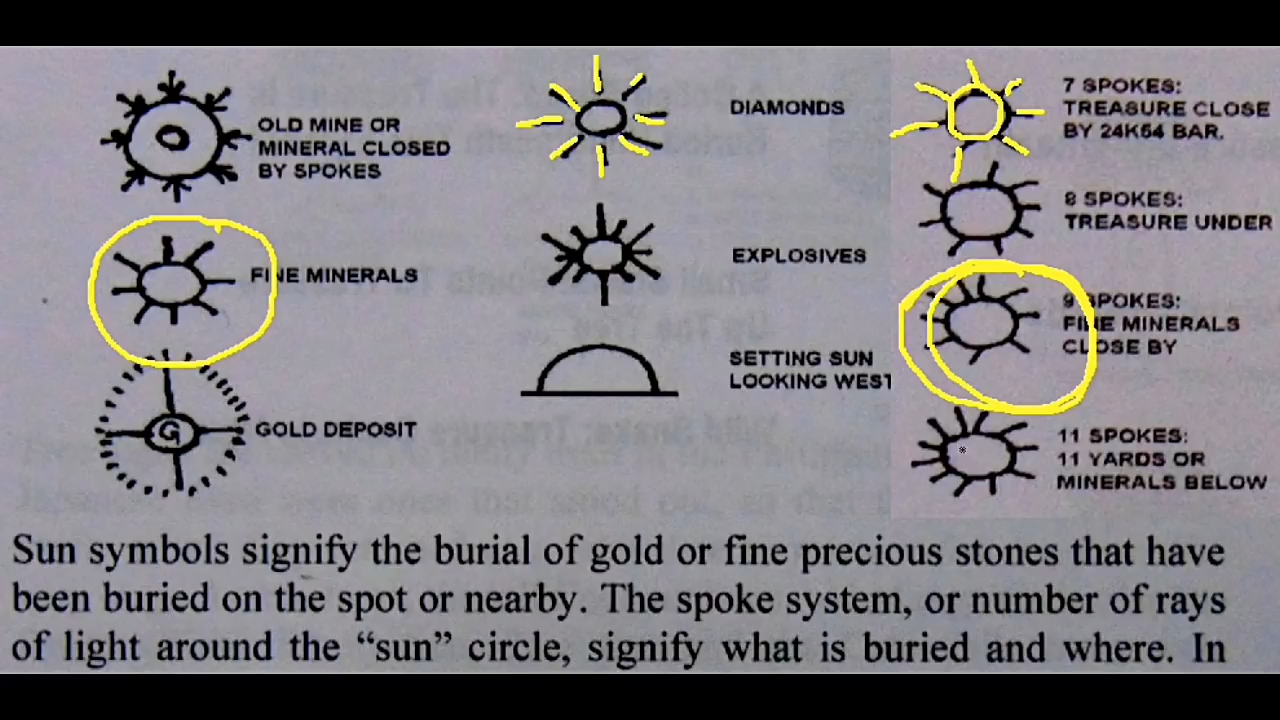 OLD MINE OR
MINERAL CLOSED
BY SPOKES
FINE MINERALS
G
GOLD DEPOSIT
DIAMONDS
EXPLOSIVES
SETTING SUN
LOOKING WEST
7 SPOKES:
TREASURE CLOSE
BY 24K54 BAR.
8 SPOKES:
TREASURE UNDER
9 SPOKES:
FINE MINERALS
CLOSE BY
11 SPOKES:
11 YARDS OR
MINERALS BELOW
Sun symbols signify the burial of gold or fine precious stones that have
been buried on the spot or nearby. The spoke system, or number of rays
of light around the “sun” circle, signify what is buried and where. In